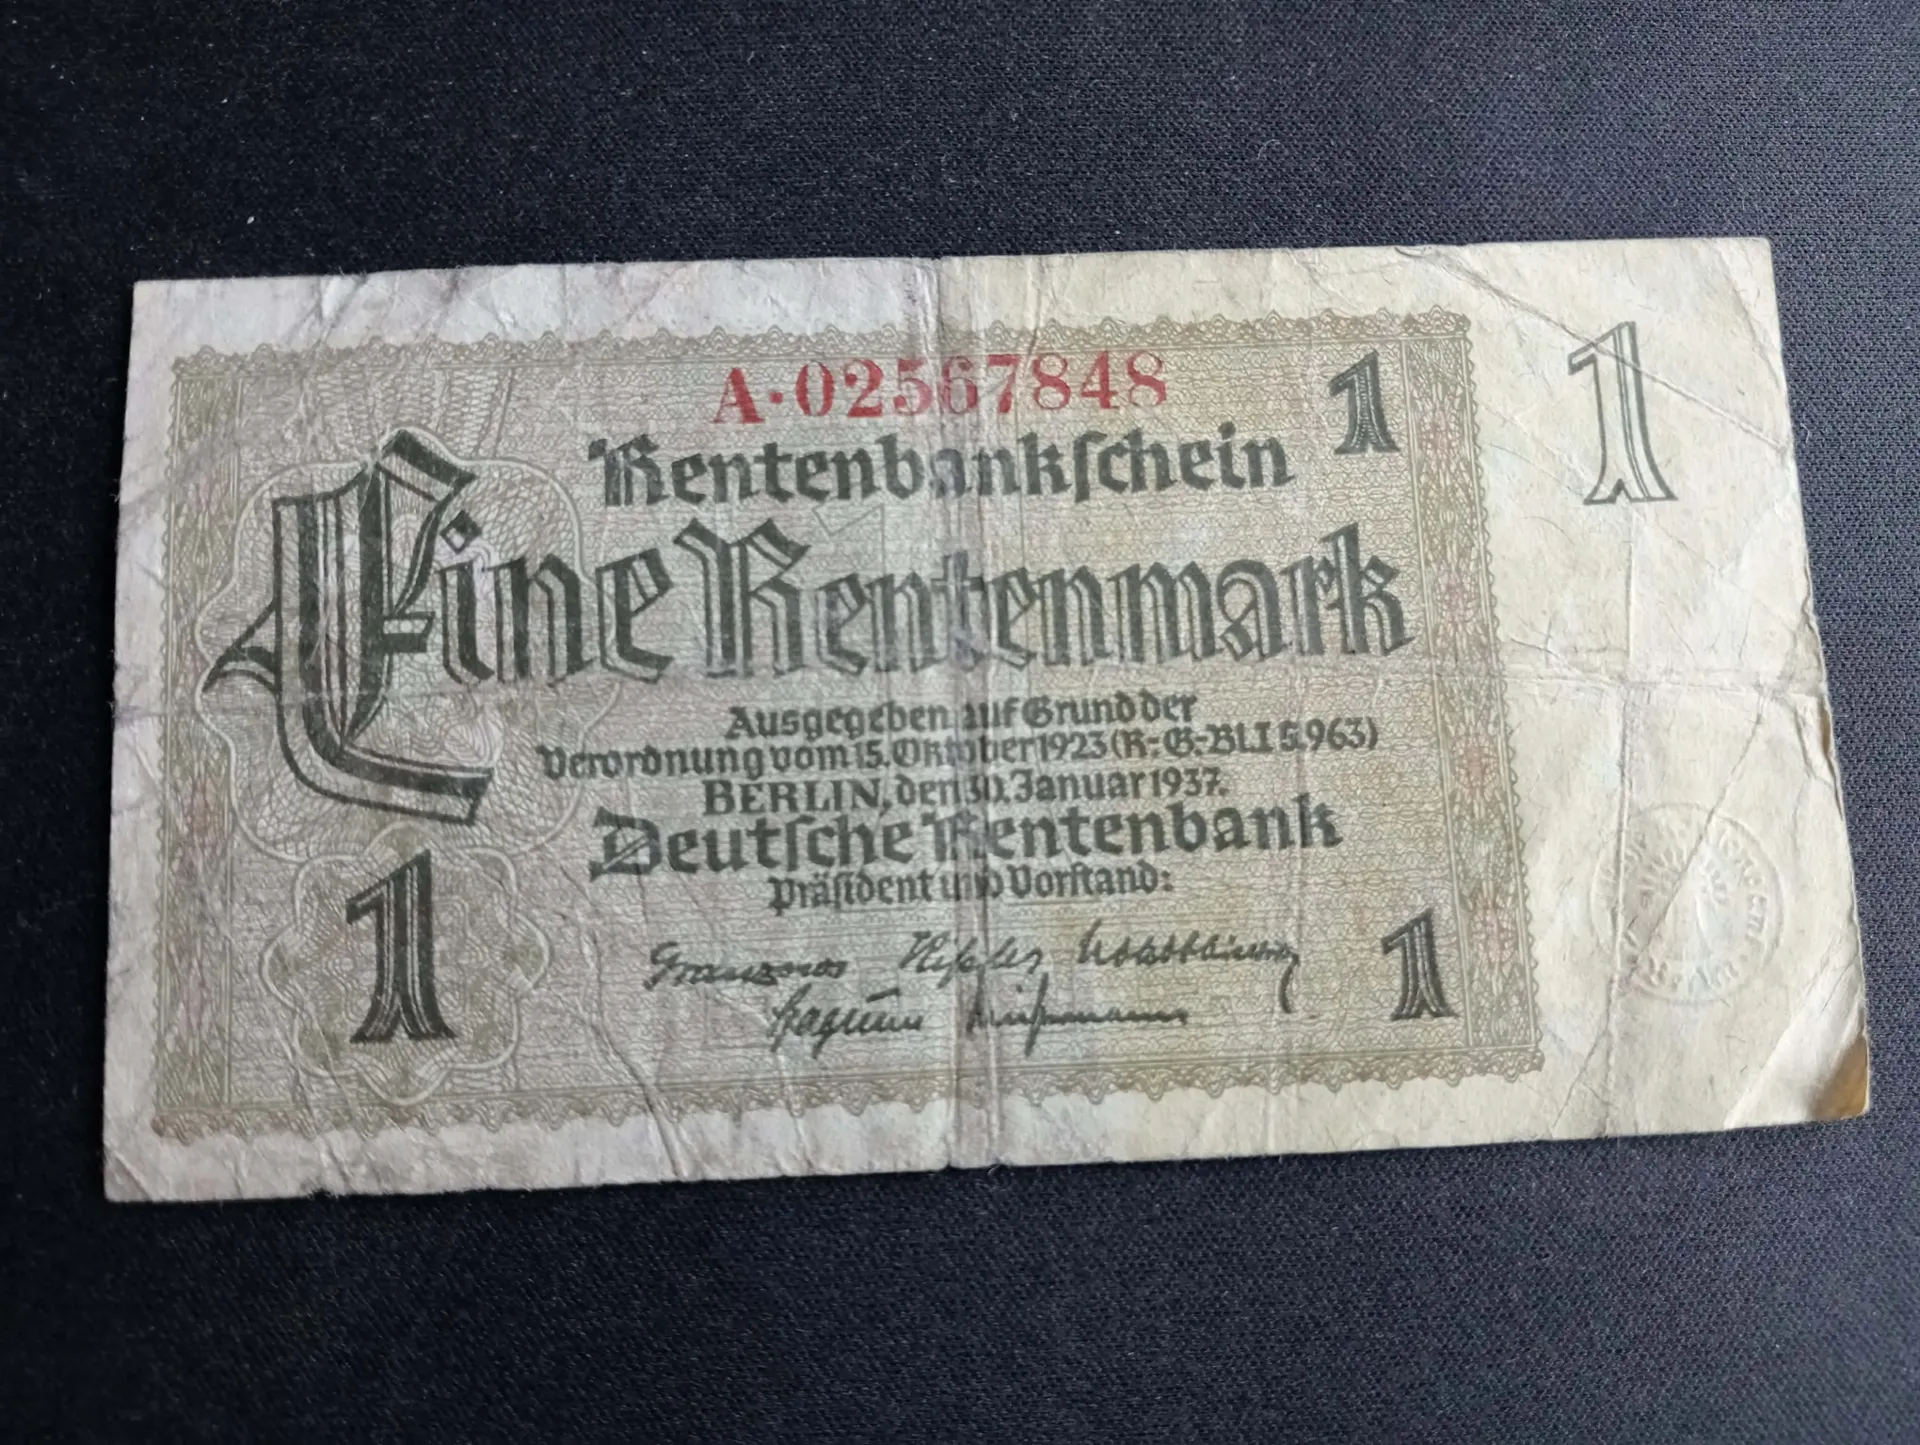 A·02567848
1
1
Rentenbankschein
Eine Rentenmark
Ausgegeben auf Grund der
Verordnung vom 15. Oktober 1923 (R.-G.-BL I S.963)
BERLIN, den 30. Januar 1937.
Deutsche Rentenbank
Präsident und Vorstand:
1
1